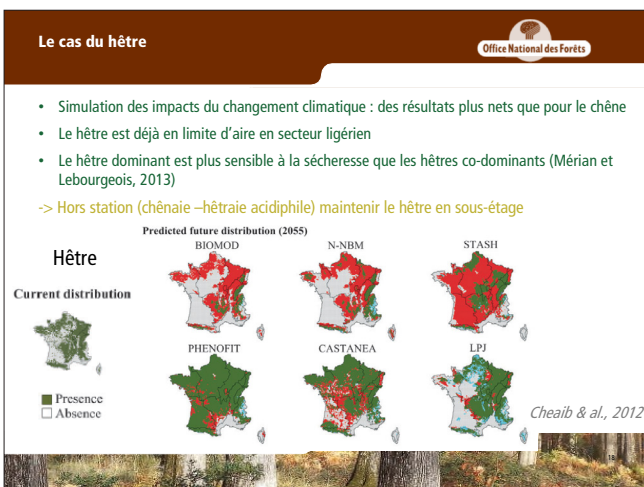 Le cas du hêtre
Office National des Forêts
• Simulation des impacts du changement climatique : des résultats plus nets que pour le chêne
• Le hêtre est déjà en limite d'aire en secteur ligérien
• Le hêtre dominant est plus sensible à la sécheresse que les hêtres co-dominants (Mérian et
Lebourgeois, 2013)
-> Hors station (chênaie –hêtraie acidiphile) maintenir le hêtre en sous-étage
Predicted future distribution (2055)
Hêtre
BIOMOD
N-NBM
STASH
Current distribution
PHENOFIT
CASTANEA
LPJ
Presence
Absence
Cheaib & al., 2012
18